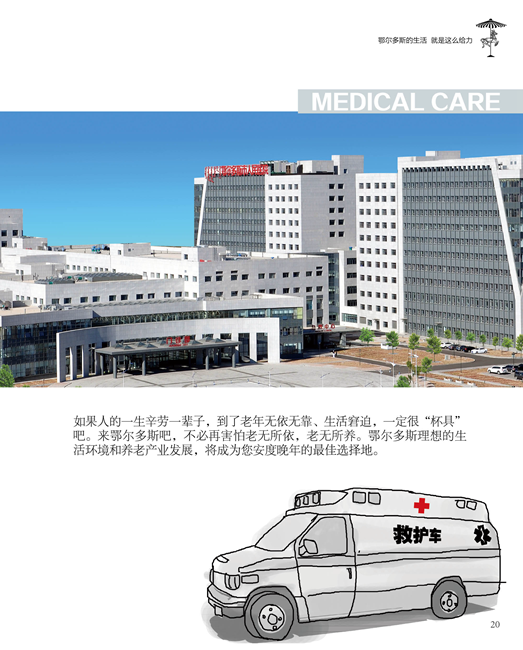 鄂尔多斯的生活 就是这么给力
MEDICAL CARE
如果人的一生辛劳一辈子，到了老年无依无靠、生活窘迫，一定很“杯具”
吧。来鄂尔多斯吧，不必再害怕老无所依，老无所养。鄂尔多斯理想的生
活环境和养老产业发展，将成为您安度晚年的最佳选择地。
救护车
20